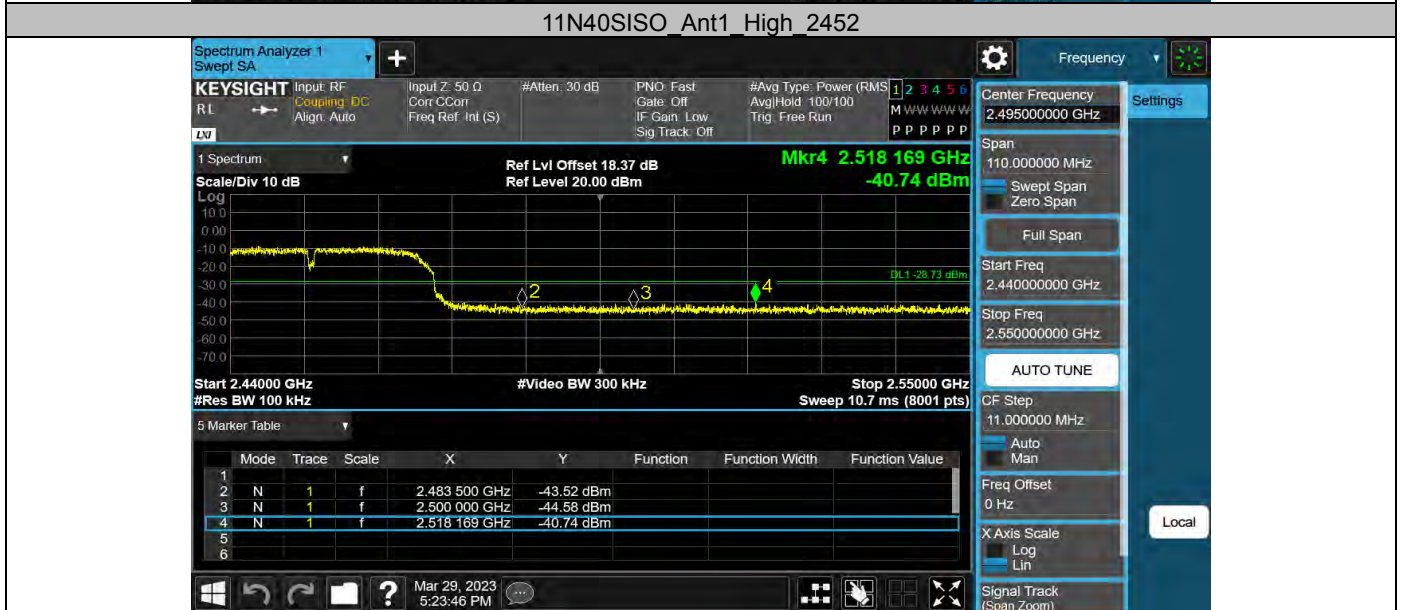 11N40SISO_Ant1_High_2452
Spectrum Analyzer 1
Swept SA
Frequency
KEYSIGHT
RL
LXI
Input: RF
Coupling: DC
Align: Auto
Input Z: 50 Ω
Corr CCorr
Freq Ref: Int (S)
#Atten: 30 dB
PNO: Fast
Gate: Off
IF Gain: Low
Sig Track: Off
#Avg Type: Power (RMS
Avg|Hold: 100/100
Trig: Free Run
1 2 3 4 5 6
M W W W W W
P P P P P P
Center Frequency
2.495000000 GHz
Settings
Span
110.000000 MHz
Swept Span
Zero Span
Full Span
Start Freq
2.440000000 GHz
Stop Freq
2.550000000 GHz
AUTO TUNE
CF Step
11.000000 MHz
Auto
Man
Freq Offset
0 Hz
X Axis Scale
Log
Lin
Signal Track
(Span Zoom)
Local
1 Spectrum
Scale/Div 10 dB
Log
Ref Lvl Offset 18.37 dB
Ref Level 20.00 dBm
Mkr4 2.518 169 GHz
-40.74 dBm
10.0
0.00
-10.0
-20.0
-30.0
-40.0
-50.0
-60.0
-70.0
DL1 -28.73 dBm
2
3
4
Start 2.44000 GHz
#Res BW 100 kHz
#Video BW 300 kHz
Stop 2.55000 GHz
Sweep 10.7 ms (8001 pts)
5 Marker Table
Mode Trace Scale X Y Function Function Width Function Value
1
2 N 1 f 2.483 500 GHz -43.52 dBm
3 N 1 f 2.500 000 GHz -44.58 dBm
4 N 1 f 2.518 169 GHz -40.74 dBm
5
6
Mar 29, 2023
5:23:46 PM